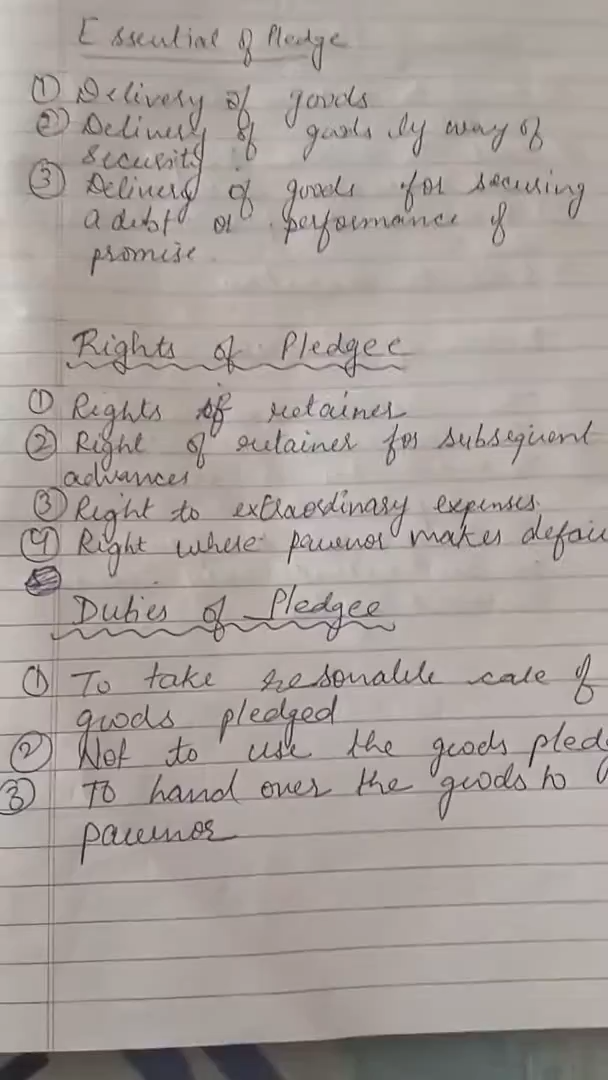 Essential of Pledge
① Delivery of goods
② Delivery of goods by way of
security
③ Delivery of goods for securing
a debt or performance of
promise
Rights of Pledgee
① Rights of retainer
② Right of retainer for subsequent
advances
③ Right to extraordinary expenses
④ Right where pawnor makes defau
Duties of Pledgee
① To take resonable care of
goods pledged
② Not to use the goods pled
③ To hand over the goods to
pawnor